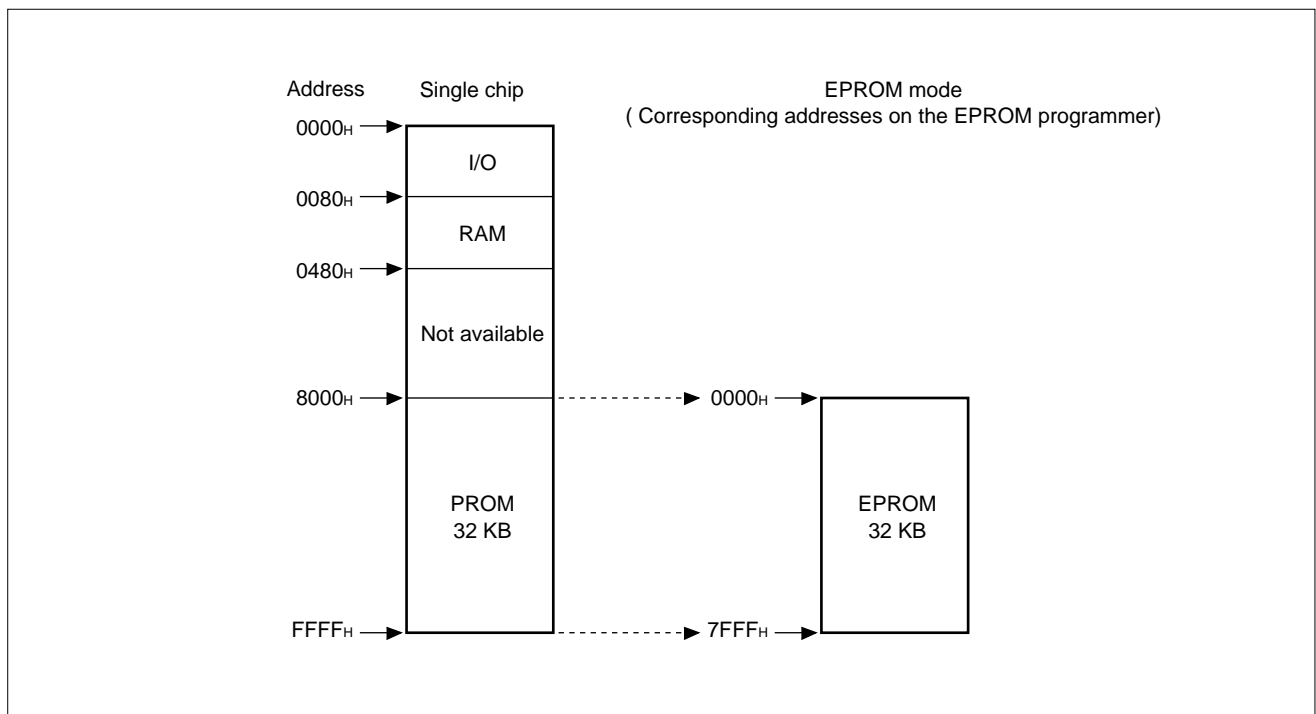 Address Single chip EPROM mode
( Corresponding addresses on the EPROM programmer)
0000H
I/O
0080H
RAM
0480H
Not available
8000H 0000H
PROM
32 KB
EPROM
32 KB
FFFFH 7FFFH